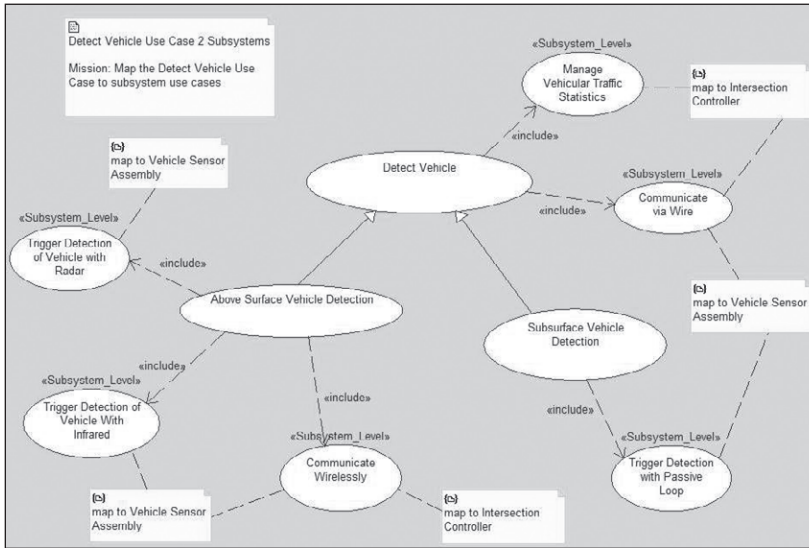 Detect Vehicle Use Case 2 Subsystems
Mission: Map the Detect Vehicle Use
Case to subsystem use cases
«Subsystem_Level»
Manage
Vehicular Traffic
Statistics
map to Intersection
Controller
«include»
map to Vehicle Sensor
Assembly
Detect Vehicle
«Subsystem_Level»
Communicate
via Wire
«include»
«Subsystem_Level»
Trigger Detection
of Vehicle with
Radar
«include»
Above Surface Vehicle Detection
map to Vehicle Sensor
Assembly
Subsurface Vehicle
Detection
«include»
«Subsystem_Level»
Trigger Detection of
Vehicle With
Infrared
«include»
«include»
«Subsystem_Level»
Communicate
Wirelessly
«Subsystem_Level»
Trigger Detection
with Passive
Loop
map to Vehicle Sensor
Assembly
map to Intersection
Controller